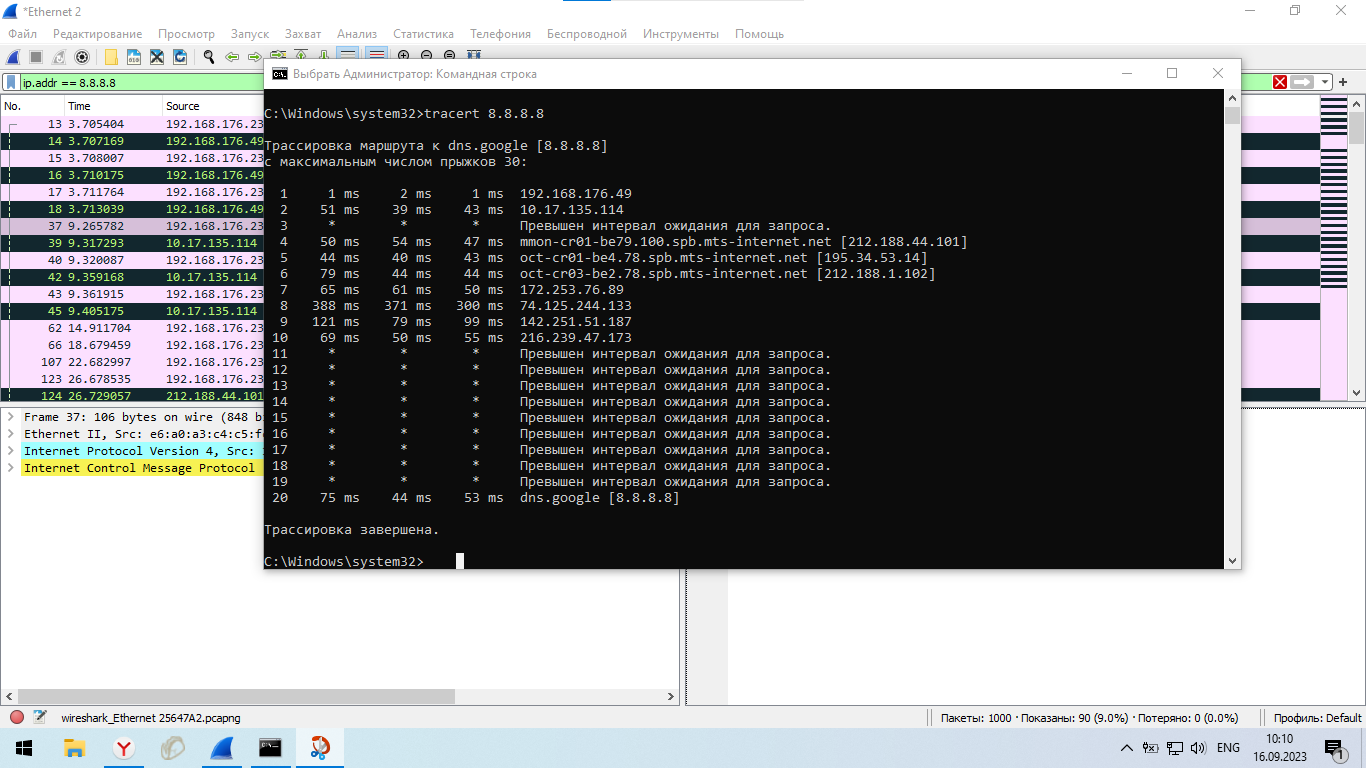 *Ethernet 2
Файл Редактирование Просмотр Запуск Захват Анализ Статистика Телефония Беспроводной Инструменты Помощь
ip.addr == 8.8.8.8
No. Time Source
13 3.705404 192.168.176.23
14 3.707169 192.168.176.49
15 3.708007 192.168.176.23
16 3.710175 192.168.176.49
17 3.711764 192.168.176.23
18 3.713039 192.168.176.49
37 9.265782 192.168.176.23
39 9.317293 10.17.135.114
40 9.320087 192.168.176.23
42 9.359168 10.17.135.114
43 9.361915 192.168.176.23
45 9.405175 10.17.135.114
62 14.911704 192.168.176.23
66 18.679459 192.168.176.23
107 22.682997 192.168.176.23
123 26.678535 192.168.176.23
124 26.729057 212.188.44.101
Frame 37: 106 bytes on wire (848 bi
Ethernet II, Src: e6:a0:a3:c4:c5:f
Internet Protocol Version 4, Src:
Internet Control Message Protocol
Выбрать Администратор: Командная строка
C:\Windows\system32>tracert 8.8.8.8
Трассировка маршрута к dns.google [8.8.8.8]
с максимальным числом прыжков 30:
1 1 ms 2 ms 1 ms 192.168.176.49
2 51 ms 39 ms 43 ms 10.17.135.114
3 * * * Превышен интервал ожидания для запроса.
4 50 ms 54 ms 47 ms mmon-cr01-be79.100.spb.mts-internet.net [212.188.44.101]
5 44 ms 40 ms 43 ms oct-cr01-be4.78.spb.mts-internet.net [195.34.53.14]
6 79 ms 44 ms 44 ms oct-cr03-be2.78.spb.mts-internet.net [212.188.1.102]
7 65 ms 61 ms 50 ms 172.253.76.89
8 388 ms 371 ms 300 ms 74.125.244.133
9 121 ms 79 ms 99 ms 142.251.51.187
10 69 ms 50 ms 55 ms 216.239.47.173
11 * * * Превышен интервал ожидания для запроса.
12 * * * Превышен интервал ожидания для запроса.
13 * * * Превышен интервал ожидания для запроса.
14 * * * Превышен интервал ожидания для запроса.
15 * * * Превышен интервал ожидания для запроса.
16 * * * Превышен интервал ожидания для запроса.
17 * * * Превышен интервал ожидания для запроса.
18 * * * Превышен интервал ожидания для запроса.
19 * * * Превышен интервал ожидания для запроса.
20 75 ms 44 ms 53 ms dns.google [8.8.8.8]
Трассировка завершена.
C:\Windows\system32>
wireshark_Ethernet 25647A2.pcapng
Пакеты: 1000 · Показаны: 90 (9.0%) · Потеряно: 0 (0.0%)
Профиль: Default
ENG
10:10
16.09.2023
1